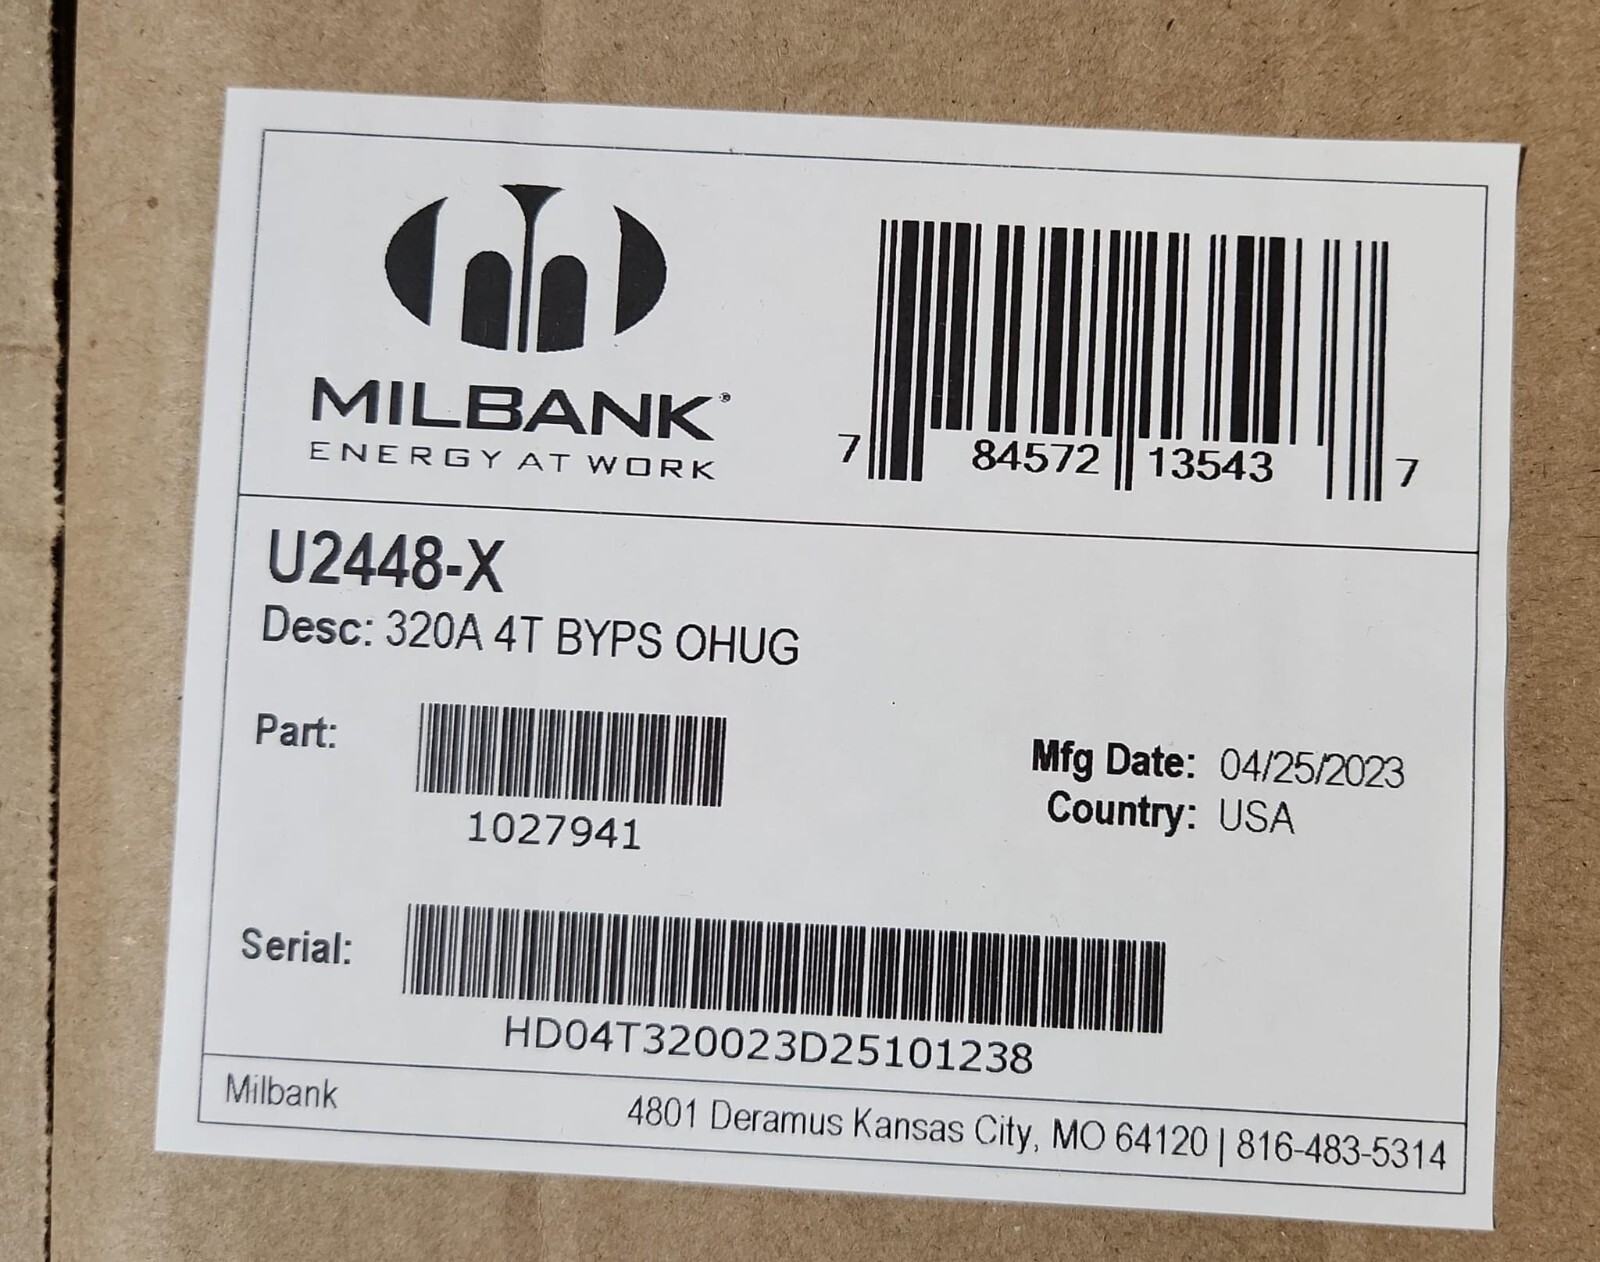 MILBANK®
ENERGY AT WORK
7 84572 13543 7
U2448-X
Desc: 320A 4T BYPS OHUG
Part:
1027941
Mfg Date: 04/25/2023
Country: USA
Serial:
HD04T320023D25101238
Milbank
4801 Deramus Kansas City, MO 64120 | 816-483-5314